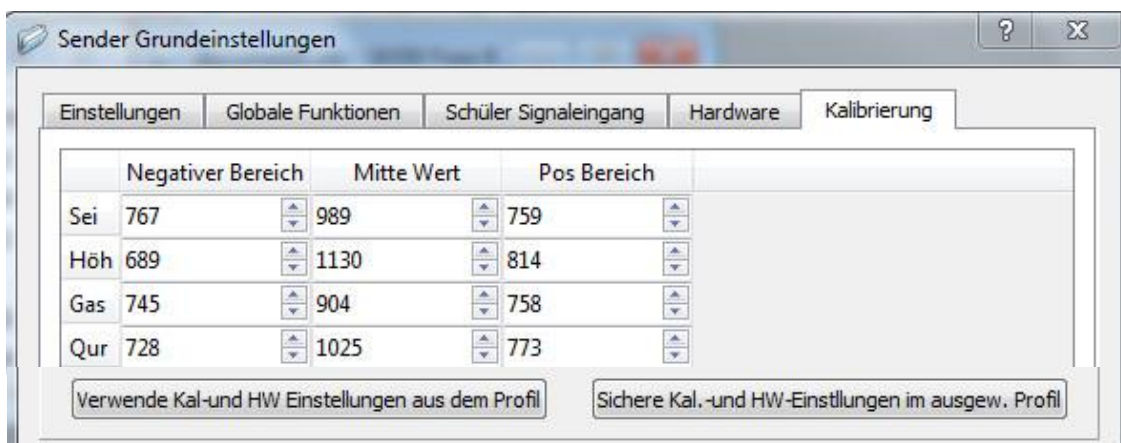 Sender Grundeinstellungen
Einstellungen Globale Funktionen Schüler Signaleingang Hardware Kalibrierung
Negativer Bereich Mitte Wert Pos Bereich
Sei 767 989 759
Höh 689 1130 814
Gas 745 904 758
Qur 728 1025 773
Verwende Kal-und HW Einstellungen aus dem Profil Sichere Kal.-und HW-Einstllungen im ausgew. Profil